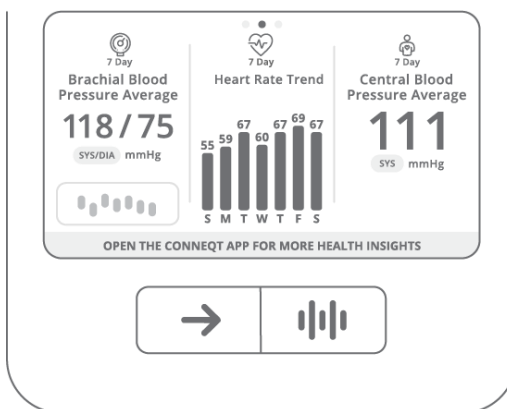 7 Day
Brachial Blood
Pressure Average
118 / 75
SYS/DIA mmHg
7 Day
Heart Rate Trend
55 59 67 60 67 69 67
S M T W T F S
7 Day
Central Blood
Pressure Average
111
SYS mmHg
OPEN THE CONNEQT APP FOR MORE HEALTH INSIGHTS